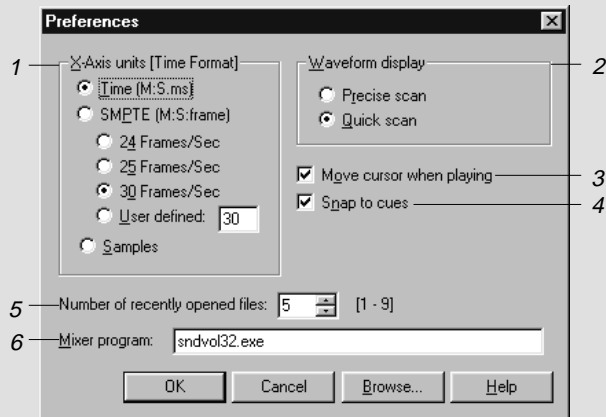 Preferences
1
X-Axis units [Time Format]
Time (M:S.ms)
SMPTE (M:S:frame)
24 Frames/Sec
25 Frames/Sec
30 Frames/Sec
User defined: 30
Samples
Waveform display
2
Precise scan
Quick scan
Move cursor when playing
3
Snap to cues
4
5
Number of recently opened files: 5 [1 - 9]
6
Mixer program: sndvol32.exe
OK Cancel Browse... Help